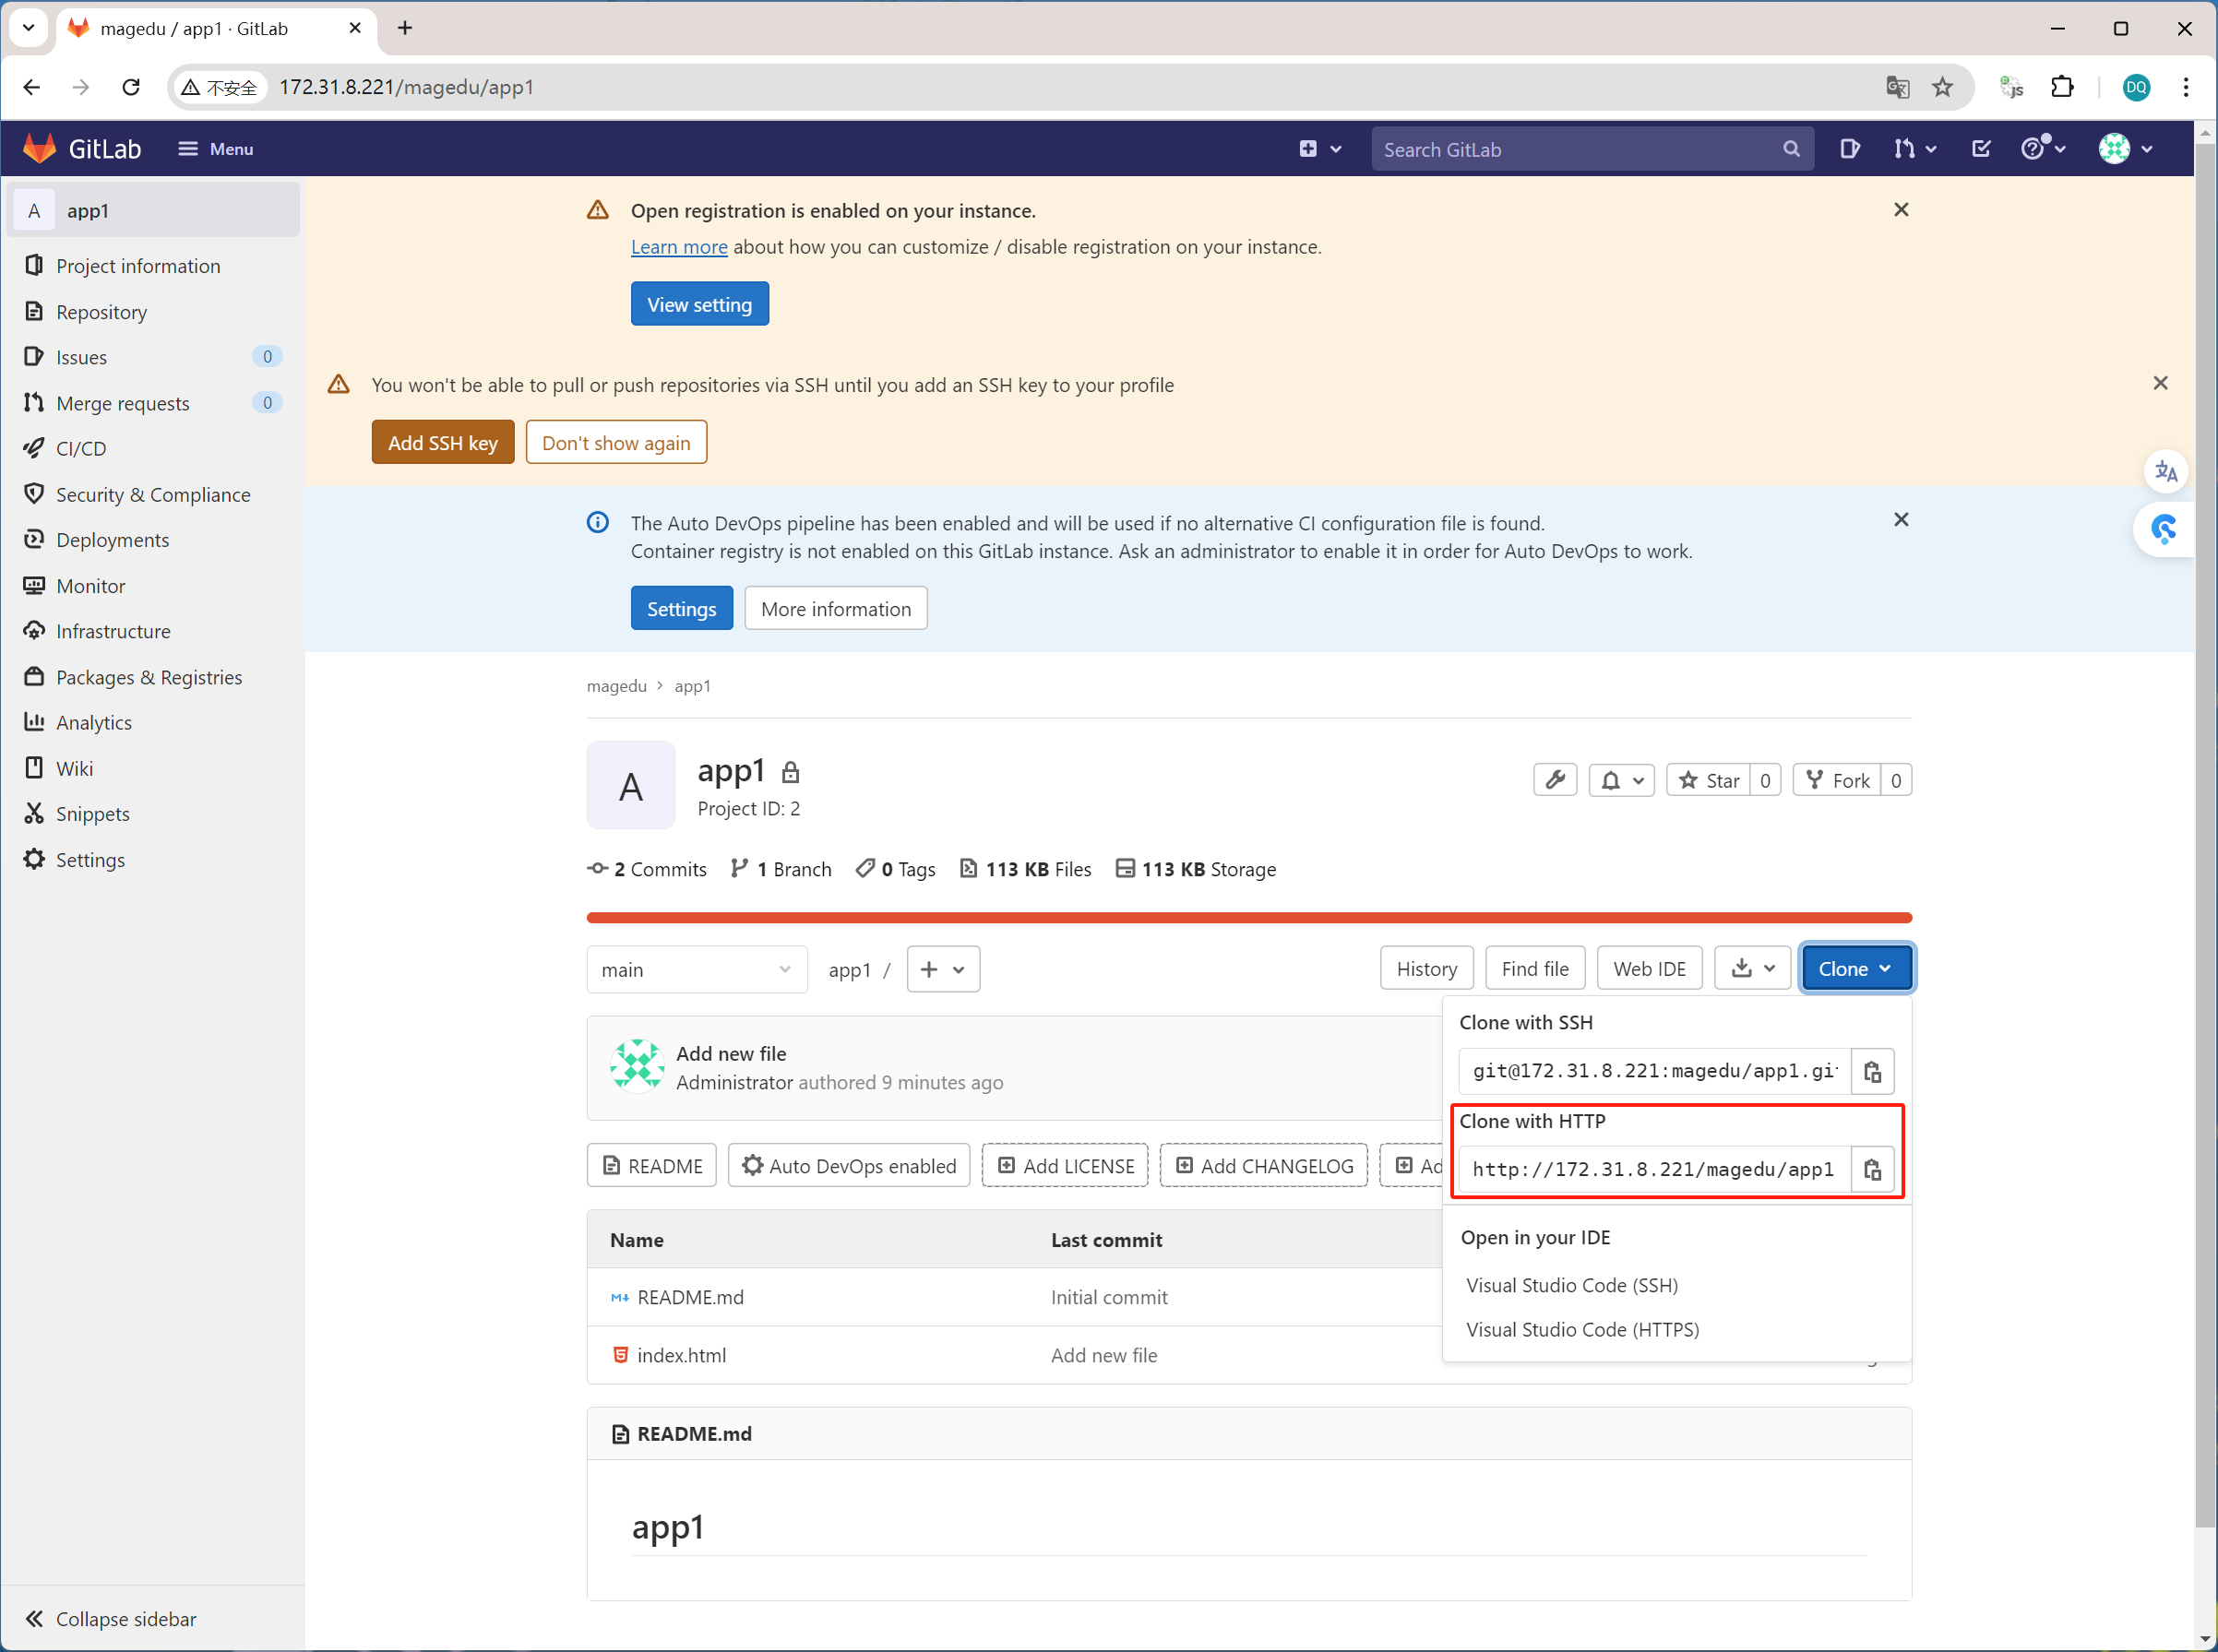 magedu / app1 · GitLab
不安全
172.31.8.221/magedu/app1
JS
DQ
GitLab
Menu
Search GitLab
A app1
Project information
Repository
Issues 0
Merge requests 0
CI/CD
Security & Compliance
Deployments
Monitor
Infrastructure
Packages & Registries
Analytics
Wiki
Snippets
Settings
Collapse sidebar
Open registration is enabled on your instance.
Learn more about how you can customize / disable registration on your instance.
View setting
You won't be able to pull or push repositories via SSH until you add an SSH key to your profile
Add SSH key Don't show again
The Auto DevOps pipeline has been enabled and will be used if no alternative CI configuration file is found.
Container registry is not enabled on this GitLab instance. Ask an administrator to enable it in order for Auto DevOps to work.
Settings More information
magedu > app1
A
app1
Project ID: 2
Star 0 Fork 0
2 Commits 1 Branch 0 Tags 113 KB Files 113 KB Storage
main app1 / History Find file Web IDE Clone
Add new file
Administrator authored 9 minutes ago
README Auto DevOps enabled Add LICENSE Add CHANGELOG
Name Last commit
README.md Initial commit
index.html Add new file
Clone with SSH
git@172.31.8.221:magedu/app1.gi
Clone with HTTP
http://172.31.8.221/magedu/app1
Open in your IDE
Visual Studio Code (SSH)
Visual Studio Code (HTTPS)
README.md
app1